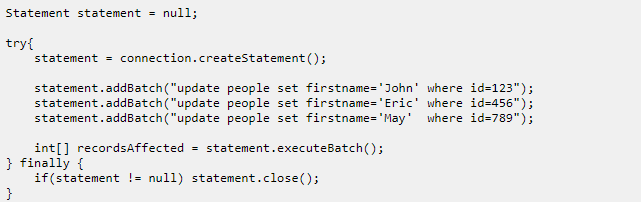 Statement statement = null;

try{
    statement = connection.createStatement();

    statement.addBatch("update people set firstname='John' where id=123");
    statement.addBatch("update people set firstname='Eric' where id=456");
    statement.addBatch("update people set firstname='May'  where id=789");

    int[] recordsAffected = statement.executeBatch();
} finally {
    if(statement != null) statement.close();
}